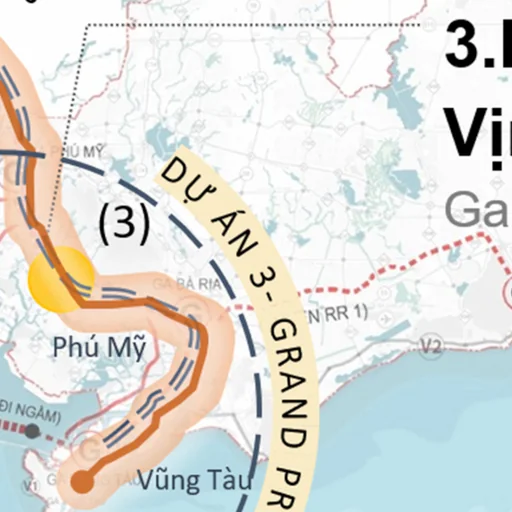 3.
Vị
Ga
PHÚ MỸ
(3)
DỰ ÁN 3- GRAND PR
GA BÀ RỊA
N RR 1)
V2
Phú Mỹ
ĐI NGẦM)
G
V1
Vũng Tàu